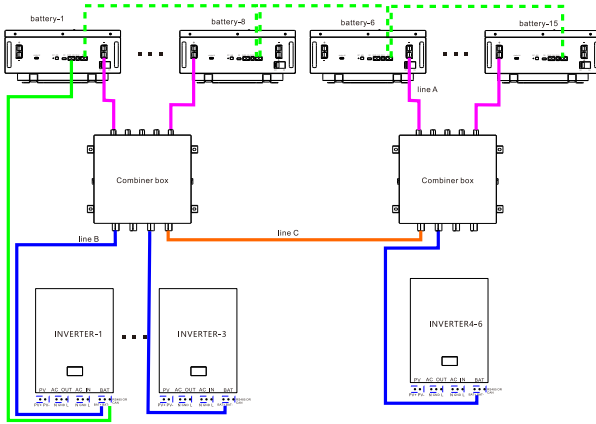 battery-1
battery-8
battery-6
battery-15
line A
Combiner box
Combiner box
line B
line C
INVERTER-1
INVERTER-3
INVERTER4-6
PV AC OUT AC IN BAT
PV AC OUT AC IN BAT
PV AC OUT AC IN BAT